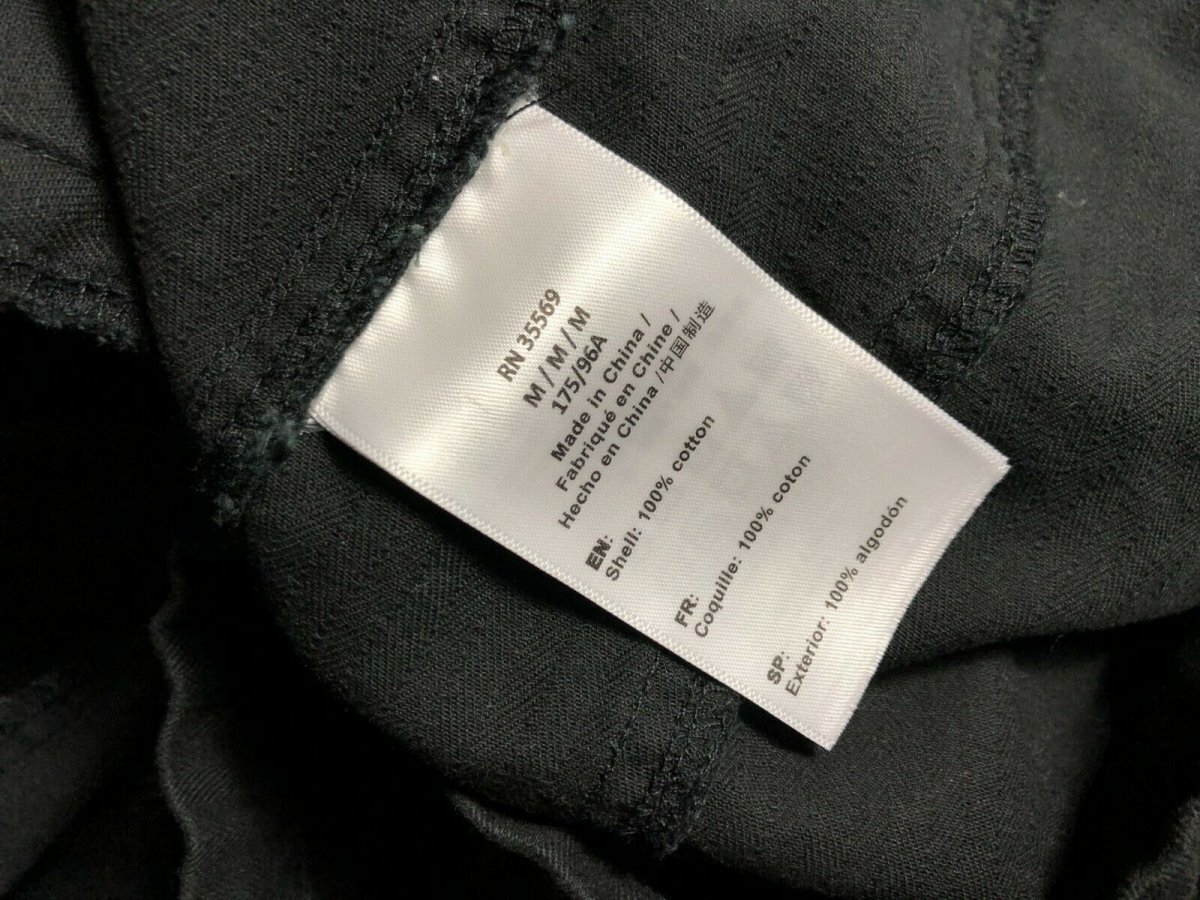 RN 35569
M / M / M
175/96A
Made in China /
Fabriqué en Chine /
Hecho en China /中国制造
EN:
Shell: 100% cotton
FR:
Coquille: 100% coton
SP:
Exterior: 100% algodón